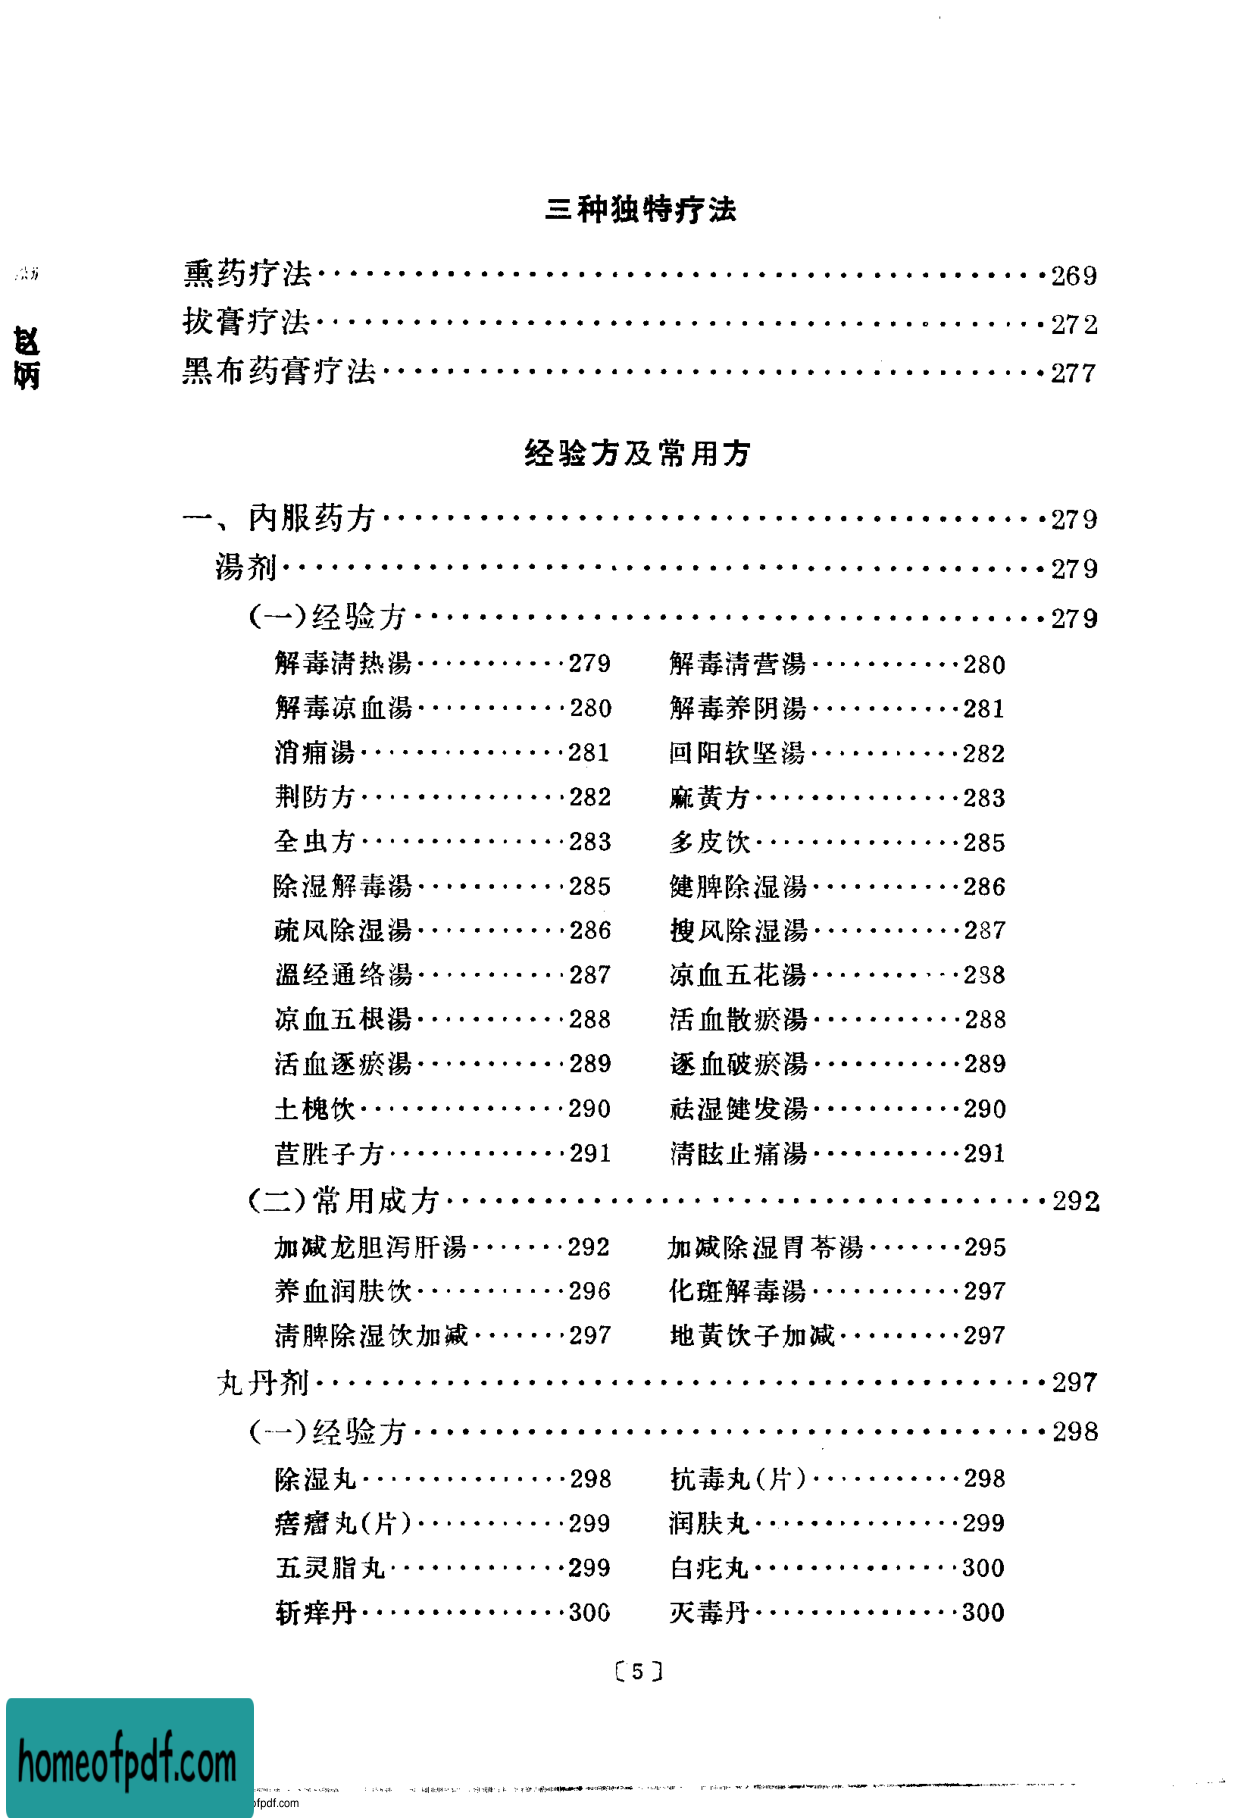 三种独特疗法
熏药疗法·············································269
拔膏疗法·············································272
黑布药膏疗法·········································277
经验方及常用方
一、内服药方·········································279
湯剂···············································279
(一)经验方·······································279
解毒清热湯···········279 解毒清营湯···········280
解毒凉血湯···········280 解毒养阴湯···········281
消痈湯···············281 回阳软坚湯···········282
荆防方···············282 麻黄方···············283
全虫方···············283 多皮饮···············285
除湿解毒湯···········285 健脾除湿湯···········286
疏风除湿湯···········286 搜风除湿湯···········287
溫经通络湯···········287 凉血五花湯···········288
凉血五根湯···········288 活血散瘀湯···········288
活血逐瘀湯···········289 逐血破瘀湯···········289
土槐饮···············290 祛湿健发湯···········290
苣胜子方·············291 清眩止痛湯···········291
(二)常用成方·····································292
加减龙胆泻肝湯·······292 加减除湿胃苓湯·······295
养血润肤饮···········296 化斑解毒湯···········297
清脾除湿饮加减·······297 地黄饮子加减·········297
丸丹剂·············································297
(一)经验方·······································298
除湿丸···············298 抗毒丸(片)···········298
痦瘤丸(片)···········299 润肤丸···············299
五灵脂丸·············299 白疕丸···············300
斩痒丹···············300 灭毒丹···············300
〔5〕
赵
炳
homeofpdf.com
ofpdf.com